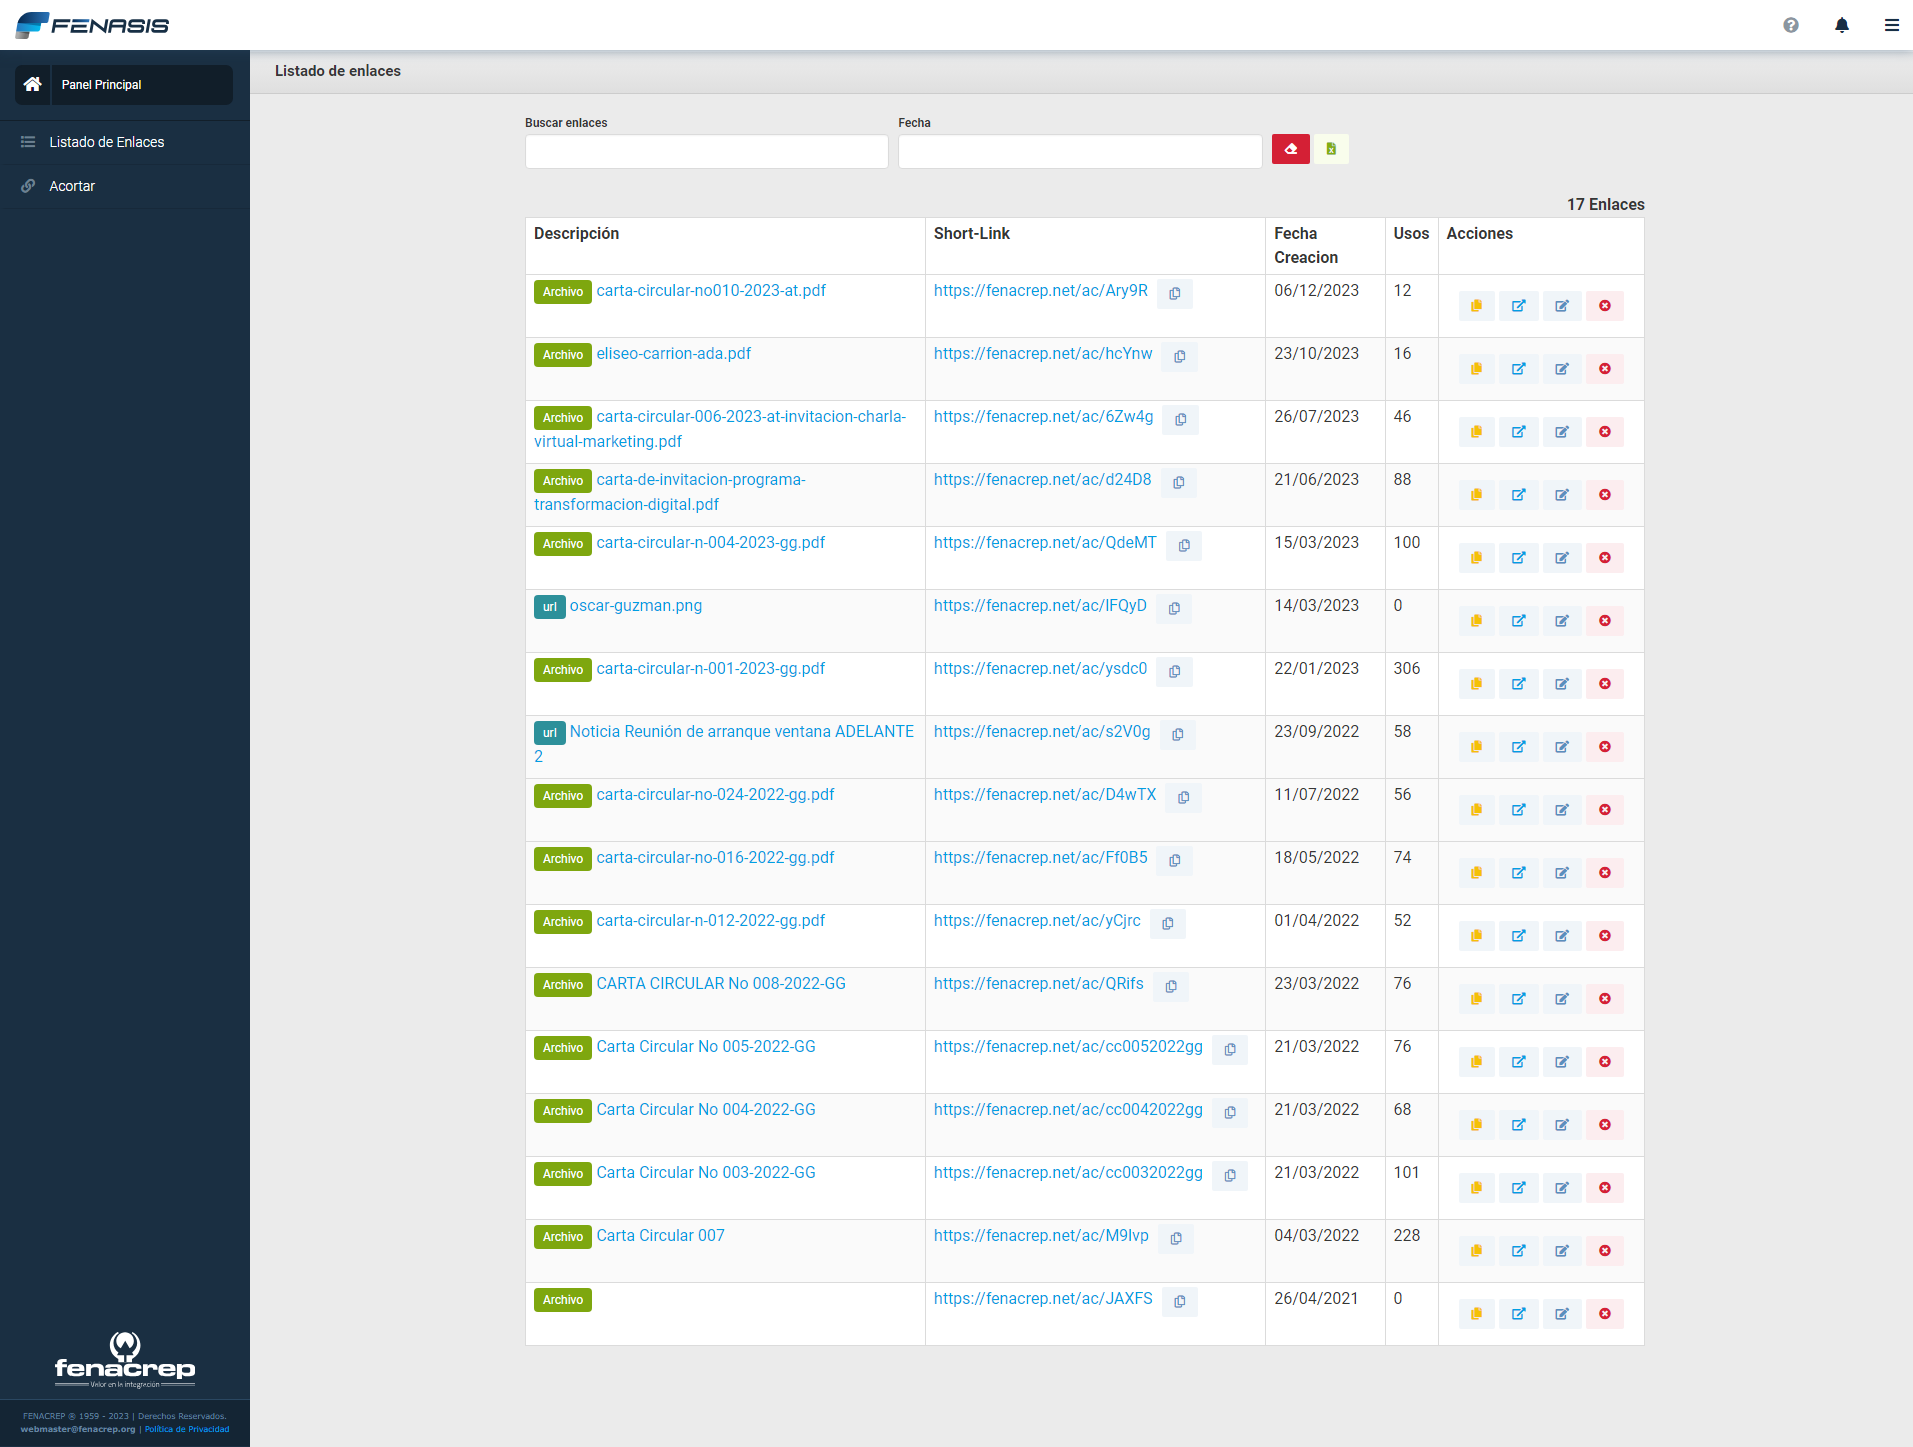 FENASIS
Panel Principal
Listado de Enlaces
Acortar
Listado de enlaces
Buscar enlaces
Fecha
17 Enlaces
Descripción Short-Link Fecha Creacion Usos Acciones
Archivo carta-circular-no010-2023-at.pdf https://fenacrep.net/ac/Ary9R 06/12/2023 12
Archivo eliseo-carrion-ada.pdf https://fenacrep.net/ac/hcYnw 23/10/2023 16
Archivo carta-circular-006-2023-at-invitacion-charla-
virtual-marketing.pdf https://fenacrep.net/ac/6Zw4g 26/07/2023 46
Archivo carta-de-invitacion-programa-
transformacion-digital.pdf https://fenacrep.net/ac/d24D8 21/06/2023 88
Archivo carta-circular-n-004-2023-gg.pdf https://fenacrep.net/ac/QdeMT 15/03/2023 100
url oscar-guzman.png https://fenacrep.net/ac/lFQyD 14/03/2023 0
Archivo carta-circular-n-001-2023-gg.pdf https://fenacrep.net/ac/ysdc0 22/01/2023 306
url Noticia Reunión de arranque ventana ADELANTE
2 https://fenacrep.net/ac/s2V0g 23/09/2022 58
Archivo carta-circular-no-024-2022-gg.pdf https://fenacrep.net/ac/D4wTX 11/07/2022 56
Archivo carta-circular-no-016-2022-gg.pdf https://fenacrep.net/ac/Ff0B5 18/05/2022 74
Archivo carta-circular-n-012-2022-gg.pdf https://fenacrep.net/ac/yCjrc 01/04/2022 52
Archivo CARTA CIRCULAR No 008-2022-GG https://fenacrep.net/ac/QRifs 23/03/2022 76
Archivo Carta Circular No 005-2022-GG https://fenacrep.net/ac/cc0052022gg 21/03/2022 76
Archivo Carta Circular No 004-2022-GG https://fenacrep.net/ac/cc0042022gg 21/03/2022 68
Archivo Carta Circular No 003-2022-GG https://fenacrep.net/ac/cc0032022gg 21/03/2022 101
Archivo Carta Circular 007 https://fenacrep.net/ac/M9lvp 04/03/2022 228
Archivo https://fenacrep.net/ac/JAXFS 26/04/2021 0
fenacrep
Valor en la integración
FENACREP ® 1959 - 2023 | Derechos Reservados.
webmaster@fenacrep.org | Política de Privacidad